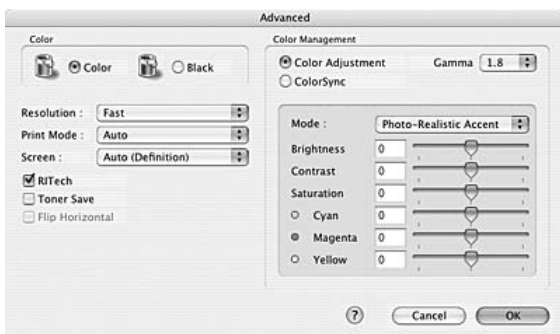 Advanced
Color
Color
Black
Resolution : Fast
Print Mode : Auto
Screen : Auto (Definition)
RITech
Toner Save
Flip Horizontal
Color Management
Color Adjustment Gamma 1.8
ColorSync
Mode : Photo-Realistic Accent
Brightness 0
Contrast 0
Saturation 0
Cyan 0
Magenta 0
Yellow 0
? Cancel OK